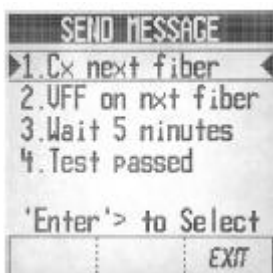 SEND MESSAGE
1.Cx next fiber
2.VFF on nxt fiber
3.Wait 5 minutes
4.Test passed
'Enter'> to Select
EXIT